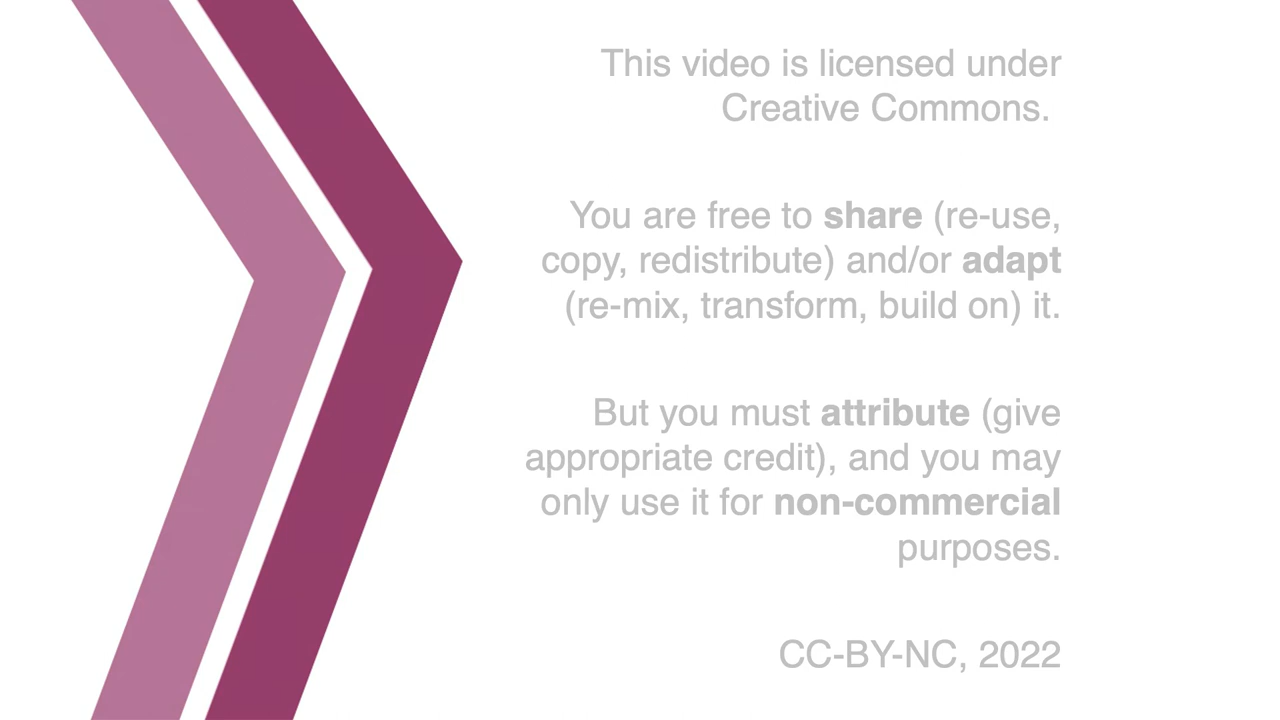 This video is licensed under
Creative Commons.
You are free to share (re-use,
copy, redistribute) and/or adapt
(re-mix, transform, build on) it.
But you must attribute (give
appropriate credit), and you may
only use it for non-commercial
purposes.
CC-BY-NC, 2022